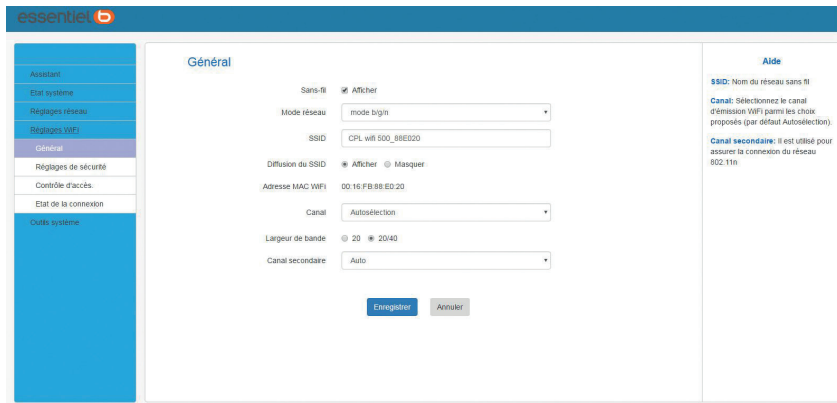 essentiel b
Assistant
Etat système
Réglages réseau
Réglages WiFi
Général
Réglages de sécurité
Contrôle d'accès.
Etat de la connexion
Outils système
Général
Sans-fil Afficher
Mode réseau mode b/g/n
SSID CPL wifi 500_88E020
Diffusion du SSID Afficher Masquer
Adresse MAC WiFi 00:16:FB:88:E0:20
Canal Autosélection
Largeur de bande 20 20/40
Canal secondaire Auto
Enregistrer Annuler
Aide
SSID: Nom du réseau sans fil
Canal: Sélectionnez le canal
d'émission WiFi parmi les choix
proposés (par défaut Autosélection).
Canal secondaire: Il est utilisé pour
assurer la connexion du réseau
802.11n